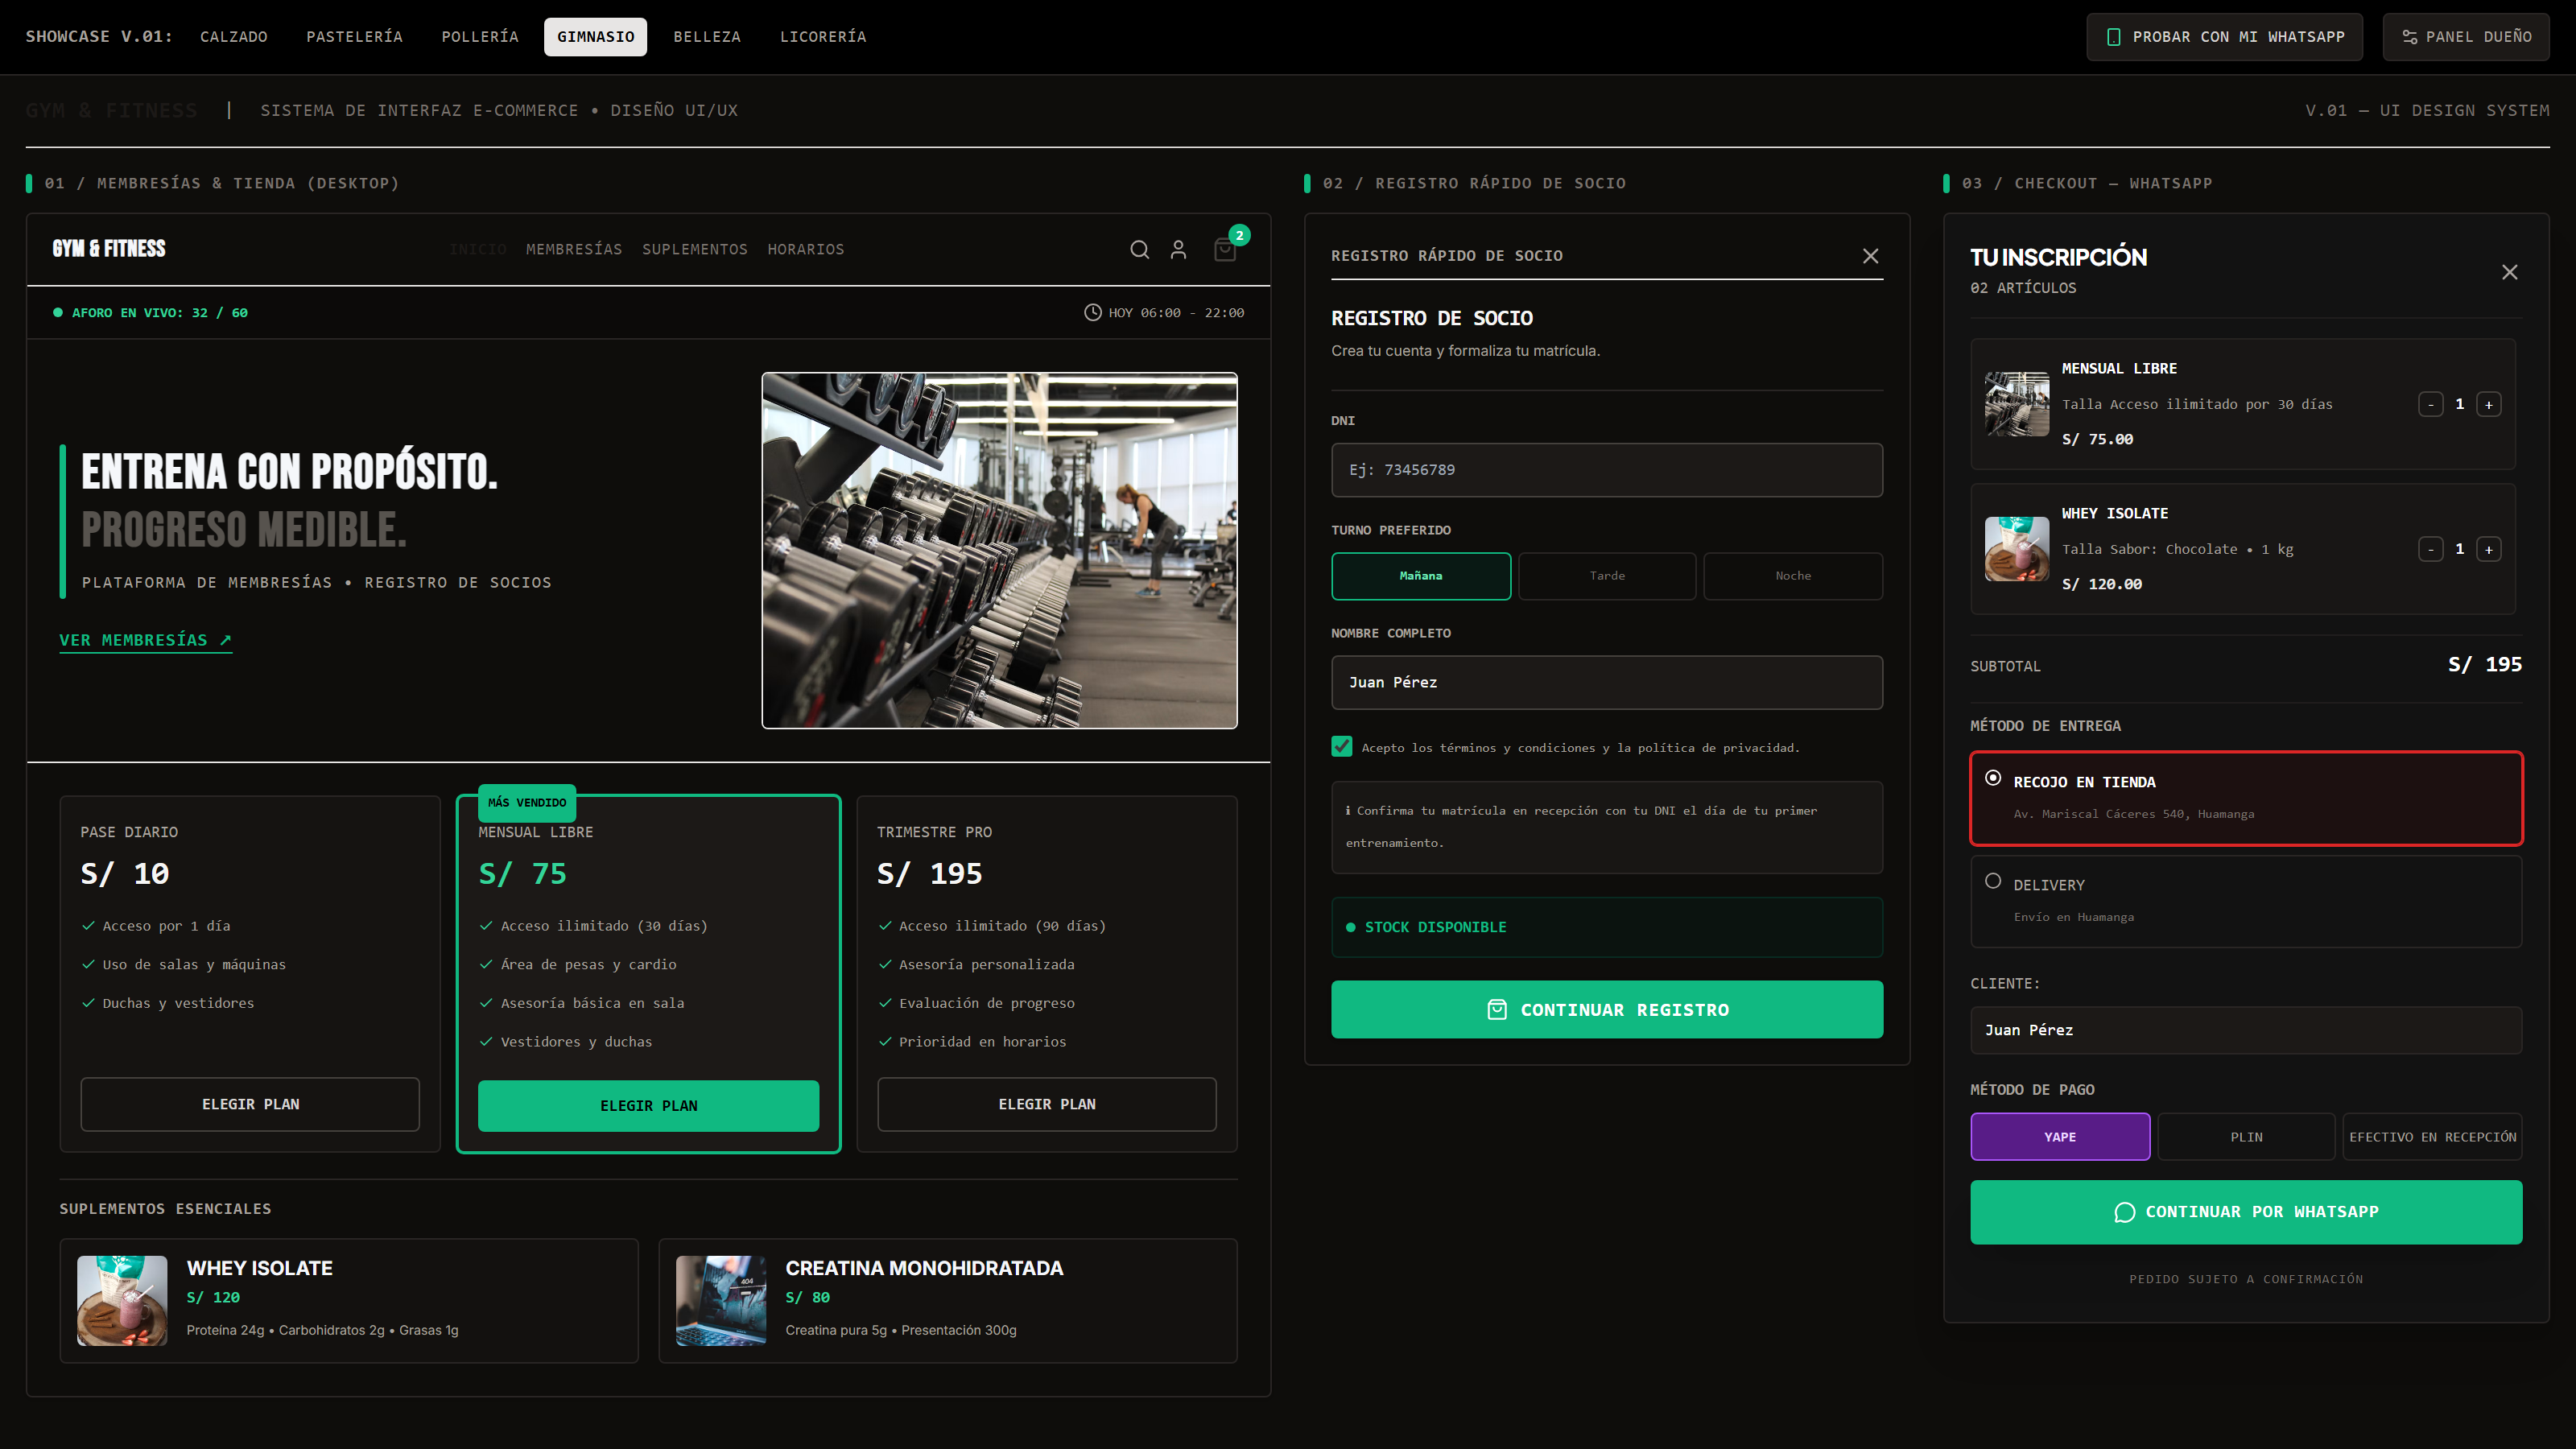 SHOWCASE V.01: CALZADO PASTELERÍA POLLERÍA GIMNASIO BELLEZA LICORERÍA PROBAR CON MI WHATSAPP PANEL DUEÑO
GYM & FITNESS | SISTEMA DE INTERFAZ E-COMMERCE • DISEÑO UI/UX V.01 — UI DESIGN SYSTEM
01 / MEMBRESÍAS & TIENDA (DESKTOP)
GYM & FITNESS INICIO MEMBRESÍAS SUPLEMENTOS HORARIOS 2
AFORO EN VIVO: 32 / 60 HOY 06:00 - 22:00
ENTRENA CON PROPÓSITO.
PROGRESO MEDIBLE.
PLATAFORMA DE MEMBRESÍAS • REGISTRO DE SOCIOS
VER MEMBRESÍAS ↗
PASE DIARIO
S/ 10
✓ Acceso por 1 día
✓ Uso de salas y máquinas
✓ Duchas y vestidores
ELEGIR PLAN
MÁS VENDIDO
MENSUAL LIBRE
S/ 75
✓ Acceso ilimitado (30 días)
✓ Área de pesas y cardio
✓ Asesoría básica en sala
✓ Vestidores y duchas
ELEGIR PLAN
TRIMESTRE PRO
S/ 195
✓ Acceso ilimitado (90 días)
✓ Asesoría personalizada
✓ Evaluación de progreso
✓ Prioridad en horarios
ELEGIR PLAN
SUPLEMENTOS ESENCIALES
WHEY ISOLATE
S/ 120
Proteína 24g • Carbohidratos 2g • Grasas 1g
404
CREATINA MONOHIDRATADA
S/ 80
Creatina pura 5g • Presentación 300g
02 / REGISTRO RÁPIDO DE SOCIO
REGISTRO RÁPIDO DE SOCIO
REGISTRO DE SOCIO
Crea tu cuenta y formaliza tu matrícula.
DNI
Ej: 73456789
TURNO PREFERIDO
Mañana Tarde Noche
NOMBRE COMPLETO
Juan Pérez
Acepto los términos y condiciones y la política de privacidad.
ℹ Confirma tu matrícula en recepción con tu DNI el día de tu primer
entrenamiento.
STOCK DISPONIBLE
CONTINUAR REGISTRO
03 / CHECKOUT — WHATSAPP
TU INSCRIPCIÓN
02 ARTÍCULOS
MENSUAL LIBRE
Talla Acceso ilimitado por 30 días
- 1 +
S/ 75.00
WHEY ISOLATE
Talla Sabor: Chocolate • 1 kg
- 1 +
S/ 120.00
SUBTOTAL S/ 195
MÉTODO DE ENTREGA
RECOJO EN TIENDA
Av. Mariscal Cáceres 540, Huamanga
DELIVERY
Envío en Huamanga
CLIENTE:
Juan Pérez
MÉTODO DE PAGO
YAPE PLIN EFECTIVO EN RECEPCIÓN
CONTINUAR POR WHATSAPP
PEDIDO SUJETO A CONFIRMACIÓN